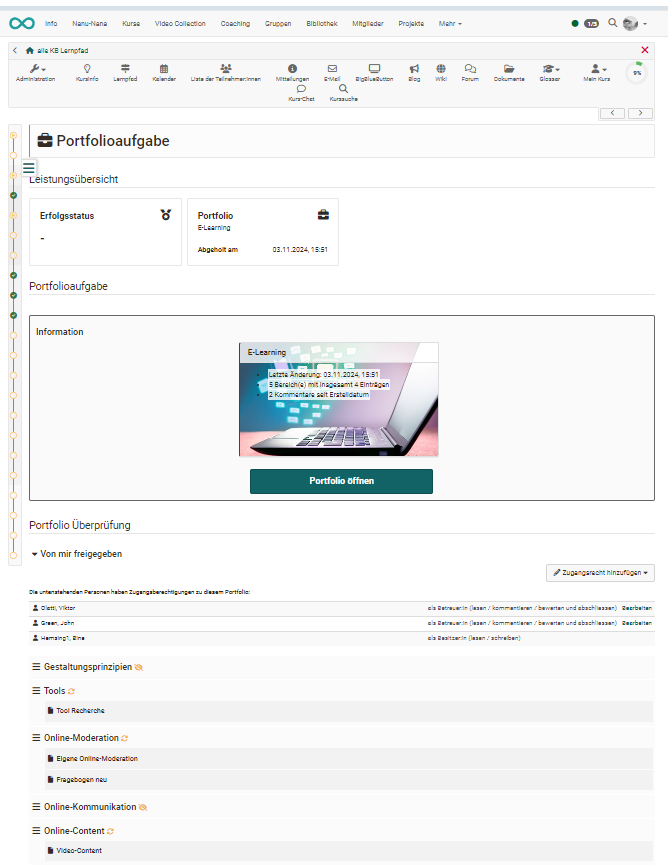 Info Nanu-Nana Kurse Video Collection Coaching Gruppen Bibliothek Mitglieder Projekte Mehr 1/3
alle KB Lernpfad
Administration Kursinfo Lernpfad Kalender Liste der Teilnehmer:innen Mitteilungen E-Mail BigBlueButton Blog Wiki Forum Dokumente Glossar Mein Kurs 9%
Kurs-Chat Kurssuche
Portfolioaufgabe
Leistungsübersicht
Erfolgsstatus
-
Portfolio
E-Learning
Abgeholt am 03.11.2024, 15:51
Portfolioaufgabe
Information
E-Learning
Letzte Änderung: 03.11.2024, 15:51
5 Bereich(e) mit insgesamt 4 Einträgen
2 Kommentare seit Erstelldatum
Portfolio öffnen
Portfolio Überprüfung
Von mir freigegeben
Zugangsrecht hinzufügen
Die untenstehenden Personen haben Zugangsberechtigungen zu diesem Portfolio:
Olatti, Viktor als Betreuer:in (lesen / kommentieren / bewerten und abschliessen) Bearbeiten
Green, John als Betreuer:in (lesen / kommentieren / bewerten und abschliessen) Bearbeiten
Hemsing1, Bine als Besitzer:in (lesen / schreiben)
Gestaltungsprinzipien
Tools
Tool Recherche
Online-Moderation
Eigene Online-Moderation
Fragebogen neu
Online-Kommunikation
Online-Content
Video-Content